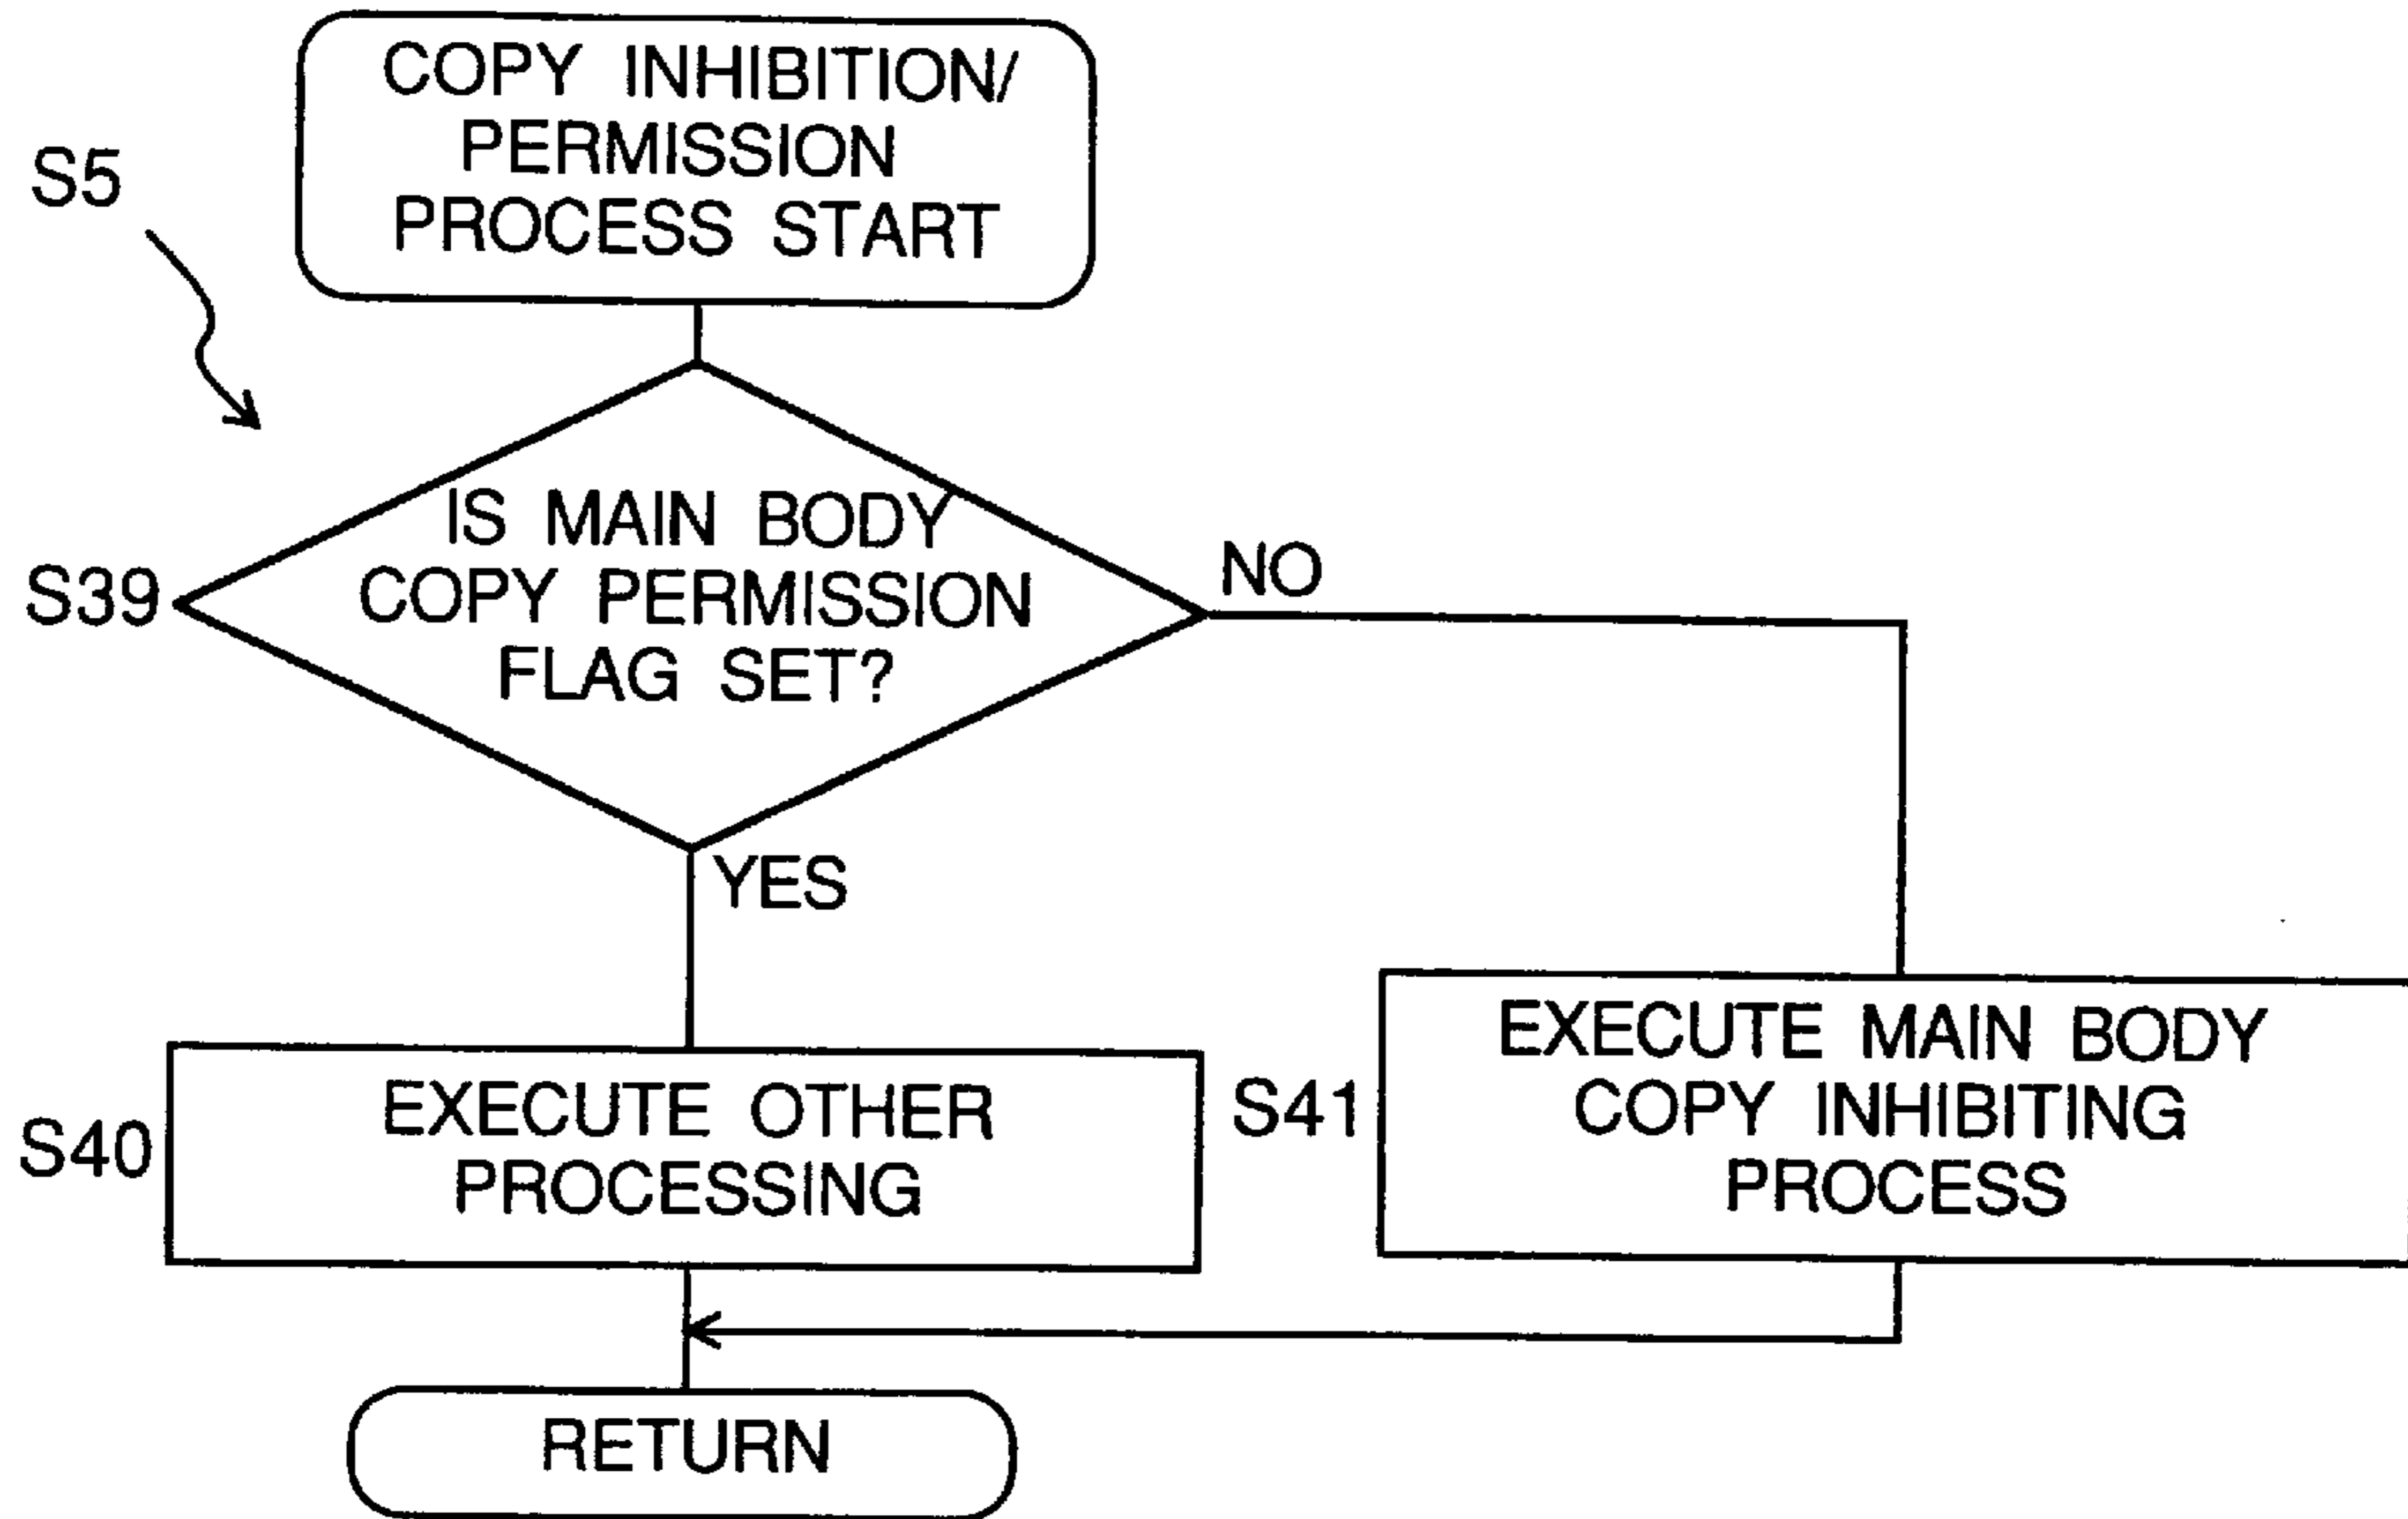 COPY INHIBITION/
PERMISSION
PROCESS START
S5
IS MAIN BODY
COPY PERMISSION
FLAG SET?
S39
NO
YES
EXECUTE OTHER
PROCESSING
S40
S41
EXECUTE MAIN BODY
COPY INHIBITING
PROCESS
RETURN